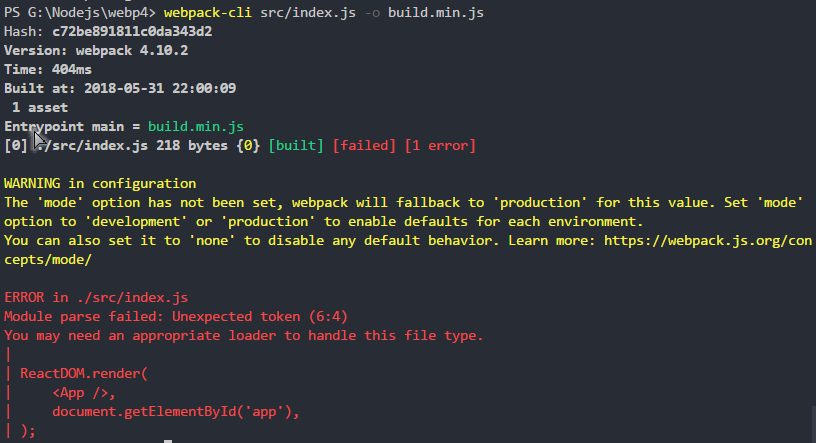 PS G:\Nodejs\webp4> webpack-cli src/index.js -o build.min.js
Hash: c72be891811c0da343d2
Version: webpack 4.10.2
Time: 404ms
Built at: 2018-05-31 22:00:09
 1 asset
Entrypoint main = build.min.js
[0] ./src/index.js 218 bytes {0} [built] [failed] [1 error]

WARNING in configuration
The 'mode' option has not been set, webpack will fallback to 'production' for this value. Set 'mode'
option to 'development' or 'production' to enable defaults for each environment.
You can also set it to 'none' to disable any default behavior. Learn more: https://webpack.js.org/con
cepts/mode/

ERROR in ./src/index.js
Module parse failed: Unexpected token (6:4)
You may need an appropriate loader to handle this file type.
|
| ReactDOM.render(
|     <App />,
|     document.getElementById('app'),
| );